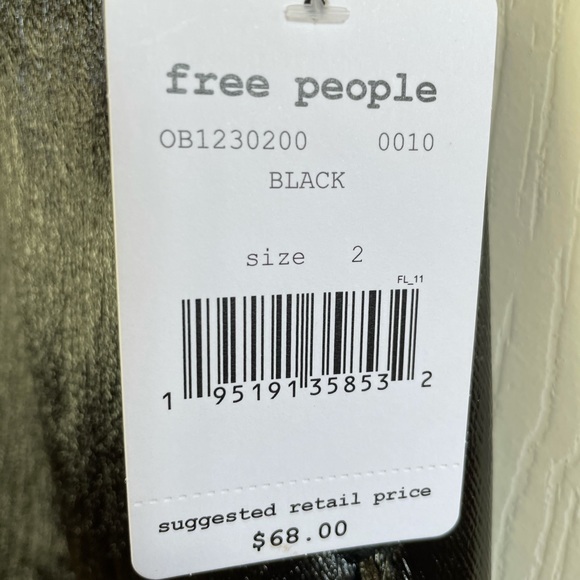 free people
OB1230200 0010
BLACK
size 2
FL_11
1 95191 35853 2
suggested retail price
$68.00